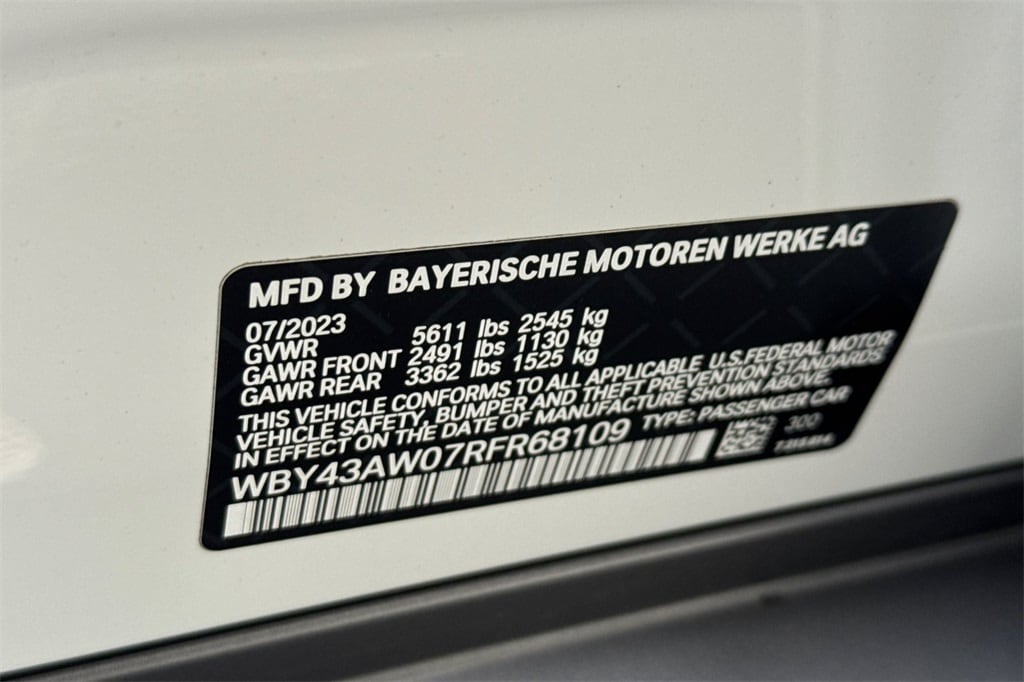 MFD BY BAYERISCHE MOTOREN WERKE AG
07/2023
GVWR 5611 lbs 2545 kg
GAWR FRONT 2491 lbs 1130 kg
GAWR REAR 3362 lbs 1525 kg
THIS VEHICLE CONFORMS TO ALL APPLICABLE U.S.FEDERAL MOTOR
VEHICLE SAFETY, BUMPER AND THEFT PREVENTION STANDARDS
IN EFFECT ON THE DATE OF MANUFACTURE SHOWN ABOVE.
WBY43AW07RFR68109 TYPE: PASSENGER CAR
300